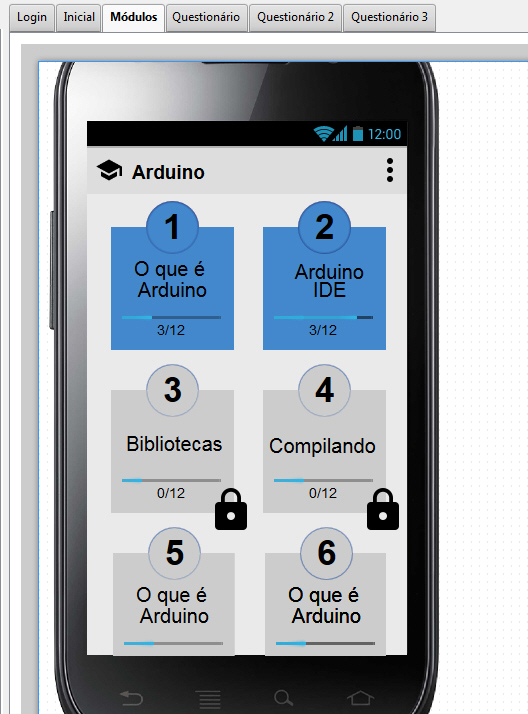 Login Inicial Módulos Questionário Questionário 2 Questionário 3
12:00
Arduino
1 2
O que é Arduino
Arduino IDE
3/12 3/12
3 4
Bibliotecas Compilando
0/12 0/12
5 6
O que é O que é
Arduino Arduino